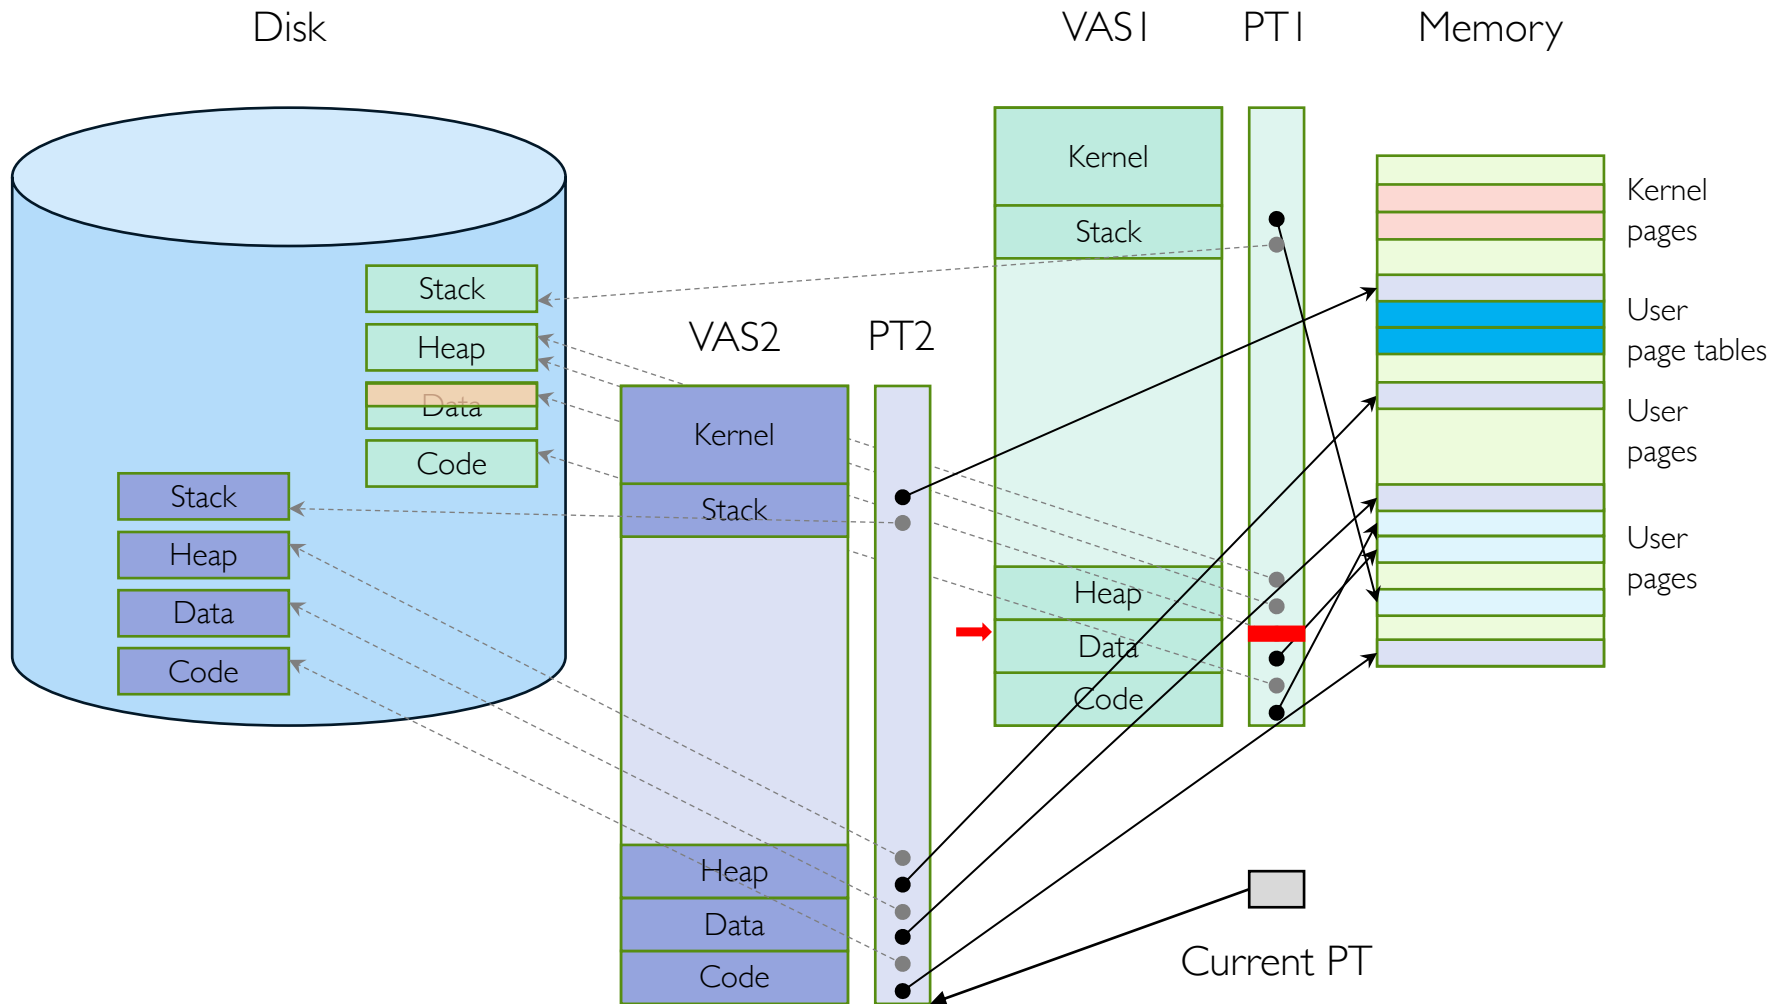 Disk
VAS1
PT1
Memory
Kernel
Stack
Heap
Data
Code
Kernel
pages
User
page tables
User
pages
User
pages
Stack
Heap
Data
Code
Stack
Heap
Data
Code
VAS2
PT2
Kernel
Stack
Heap
Data
Code
Current PT